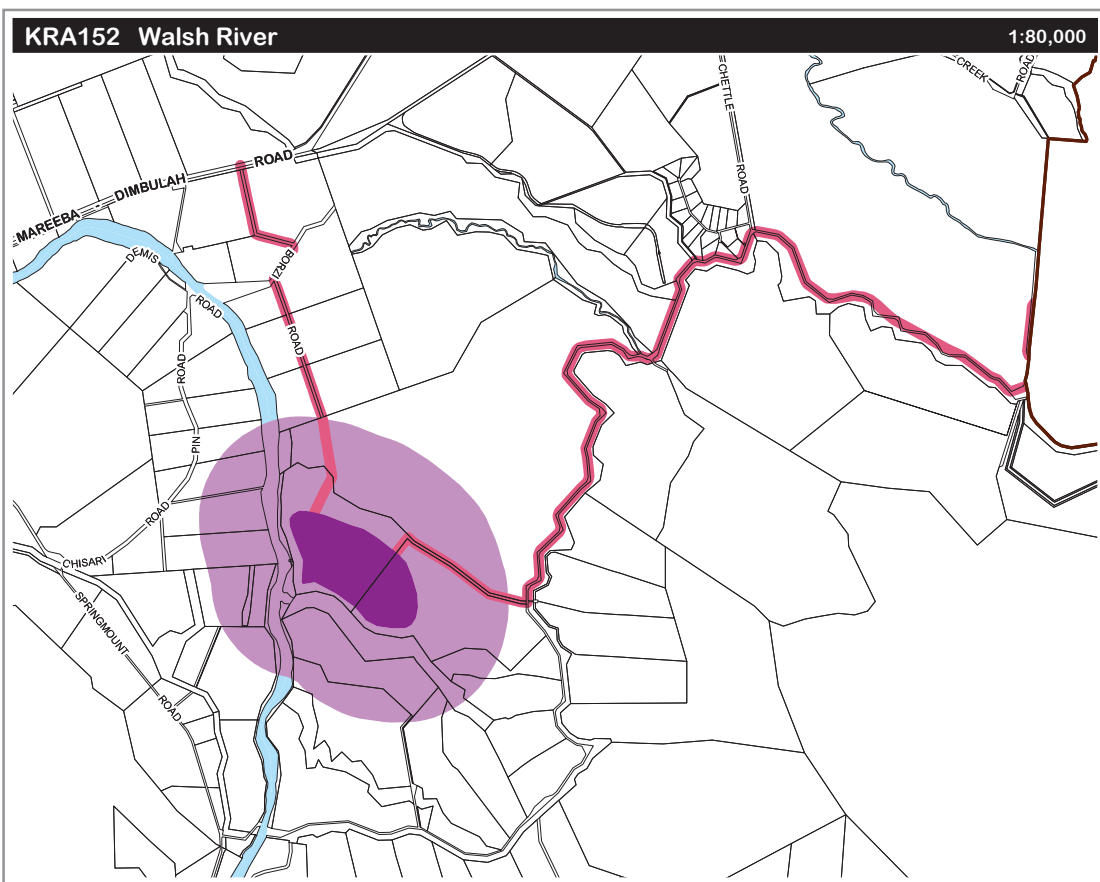 KRA152 Walsh River
1:80,000
CREEK
ROAD
CHETTLE
ROAD
MAREEBA - DIMBULAH ROAD
DEMIS
ROAD
BORZI
ROAD
ROAD
PIN
ROAD
CHISARI
SPRINGMOUNT
ROAD